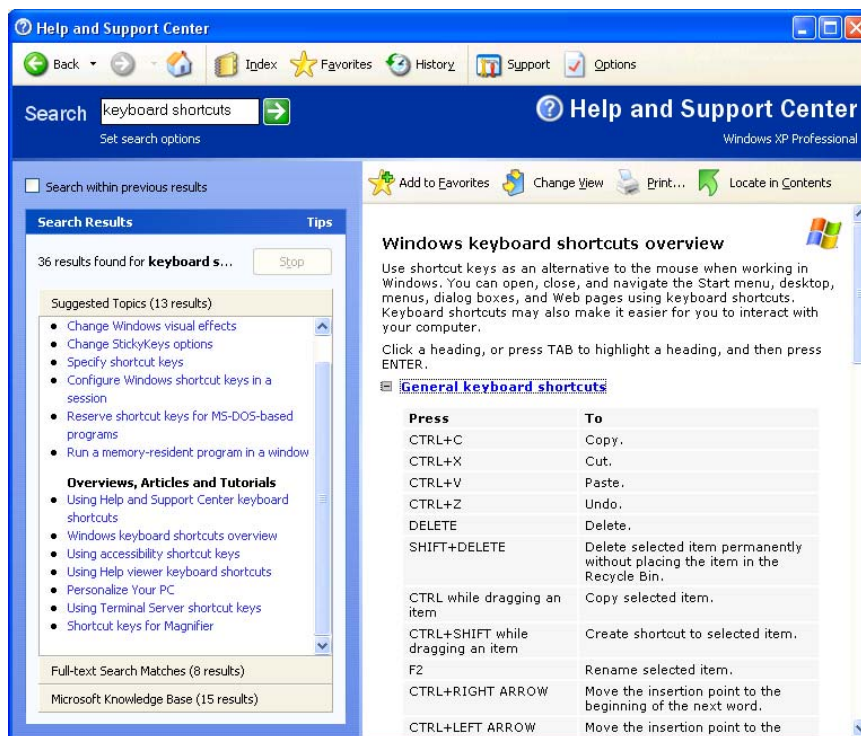 Help and Support Center
Back
Index
Favorites
History
Support
Options
Search
keyboard shortcuts
Set search options
Help and Support Center
Windows XP Professional
Search within previous results
Search Results
Tips
36 results found for keyboard s...
Stop
Suggested Topics (13 results)
Change Windows visual effects
Change StickyKeys options
Specify shortcut keys
Configure Windows shortcut keys in a
session
Reserve shortcut keys for MS-DOS-based
programs
Run a memory-resident program in a window
Overviews, Articles and Tutorials
Using Help and Support Center keyboard
shortcuts
Windows keyboard shortcuts overview
Using accessibility shortcut keys
Using Help viewer keyboard shortcuts
Personalize Your PC
Using Terminal Server shortcut keys
Shortcut keys for Magnifier
Full-text Search Matches (8 results)
Microsoft Knowledge Base (15 results)
Add to Favorites
Change View
Print...
Locate in Contents
Windows keyboard shortcuts overview
Use shortcut keys as an alternative to the mouse when working in
Windows. You can open, close, and navigate the Start menu, desktop,
menus, dialog boxes, and Web pages using keyboard shortcuts.
Keyboard shortcuts may also make it easier for you to interact with
your computer.
Click a heading, or press TAB to highlight a heading, and then press
ENTER.
General keyboard shortcuts
Press To
CTRL+C Copy.
CTRL+X Cut.
CTRL+V Paste.
CTRL+Z Undo.
DELETE Delete.
SHIFT+DELETE Delete selected item permanently
without placing the item in the
Recycle Bin.
CTRL while dragging an Copy selected item.
item
CTRL+SHIFT while Create shortcut to selected item.
dragging an item
F2 Rename selected item.
CTRL+RIGHT ARROW Move the insertion point to the
beginning of the next word.
CTRL+LEFT ARROW Move the insertion point to the